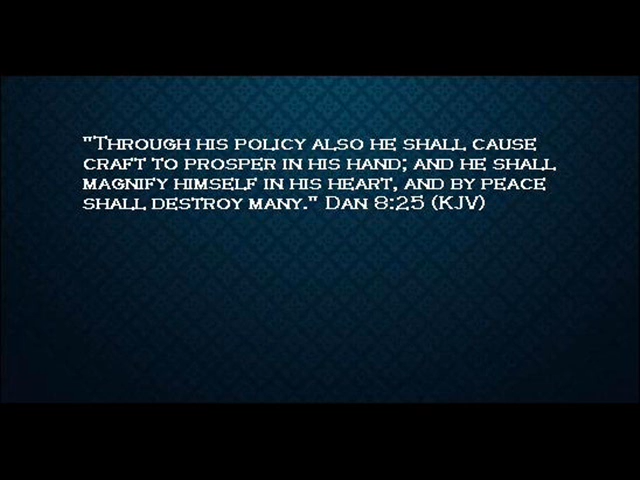 "Through his policy also he shall cause
craft to prosper in his hand; and he shall
magnify himself in his heart, and by peace
shall destroy many." Dan 8:25 (KJV)